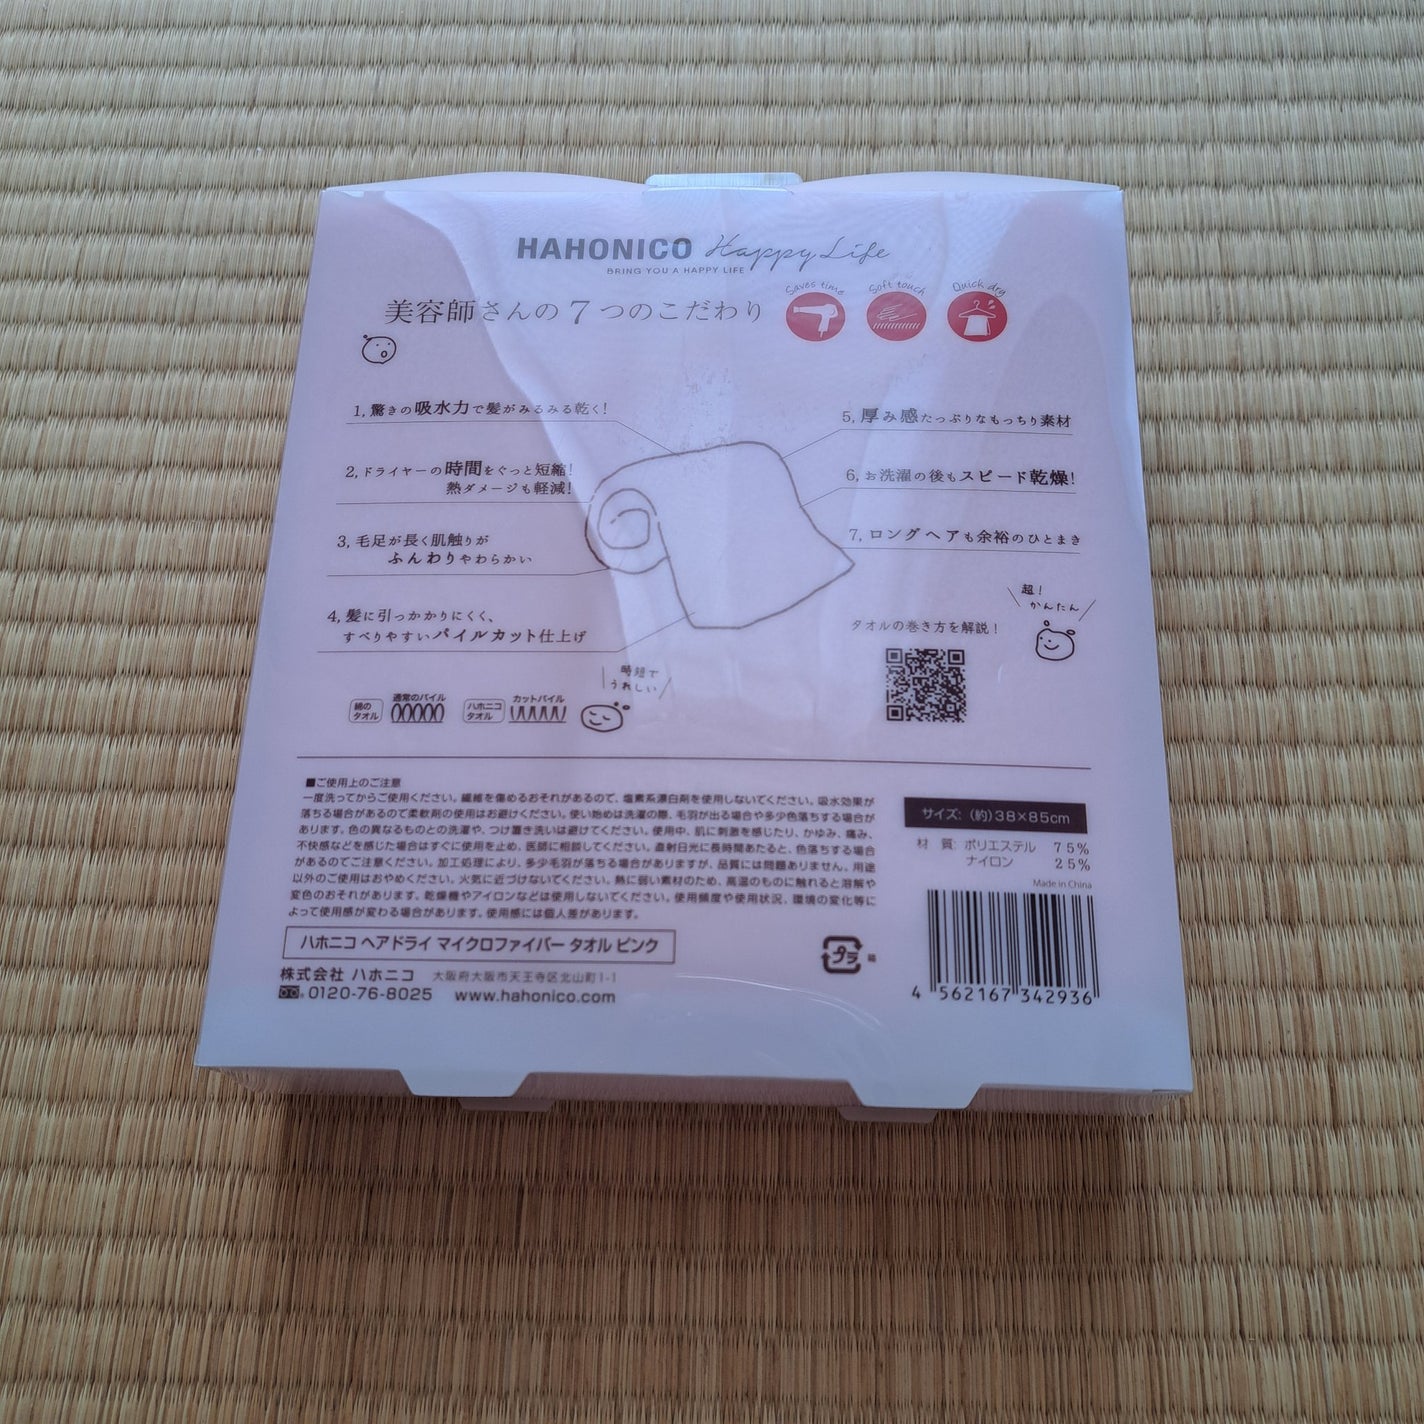 HAHONICO Happy Life
BRING YOU A HAPPY LIFE
美容師さんの7つのこだわり
Saves time
Soft touch
Quick dry
1, 驚きの吸水力で髪がみるみる乾く!
2, ドライヤーの時間をぐっと短縮!
熱ダメージも軽減!
3, 毛足が長く肌触りが
ふんわりやわらかい
4, 髪に引っかかりにくく、
すべりやすいパイルカット仕上げ
5, 厚み感たっぷりなもっちり素材
6, お洗濯の後もスピード乾燥!
7, ロングヘアも余裕のひとまき
超!
かんたん
タオルの巻き方を解説!
時短で
うれしい
綿の
タオル
通常のパイル
ハホニコ
タオル
カットパイル
■ご使用上のご注意
一度洗ってからご使用ください。繊維を傷めるおそれがあるので、塩素系漂白剤を使用しないでください。吸水効果が
落ちる場合があるので柔軟剤の使用はお避けください。使い始めは洗濯の際、毛羽が出る場合や多少色落ちする場合が
あります。色の異なるものとの洗濯や、つけ置き洗いは避けてください。使用中、肌に刺激を感じたり、かゆみ、痛み、
不快感などを感じた場合はすぐに使用を止め、医師に相談してください。直射日光に長時間あたると、色落ちする場合
があるのでご注意ください。加工処理により、多少毛羽が落ちる場合がありますが、品質には問題ありません。用途
以外のご使用はおやめください。火気に近づけないでください。熱に弱い素材のため、高温のものに触れると溶解や
変色のおそれがあります。乾燥機やアイロンなどは使用しないでください。使用頻度や使用状況、環境の変化等に
よって使用感が変わる場合があります。使用感には個人差があります。
サイズ: (約)38×85cm
材 質: ポリエステル 75%
ナイロン 25%
Made in China
ハホニコ ヘアドライ マイクロファイバー タオル ピンク
株式会社 ハホニコ 大阪府大阪市天王寺区北山町1-1
0120-76-8025 www.hahonico.com
プラ
4 562167 342936